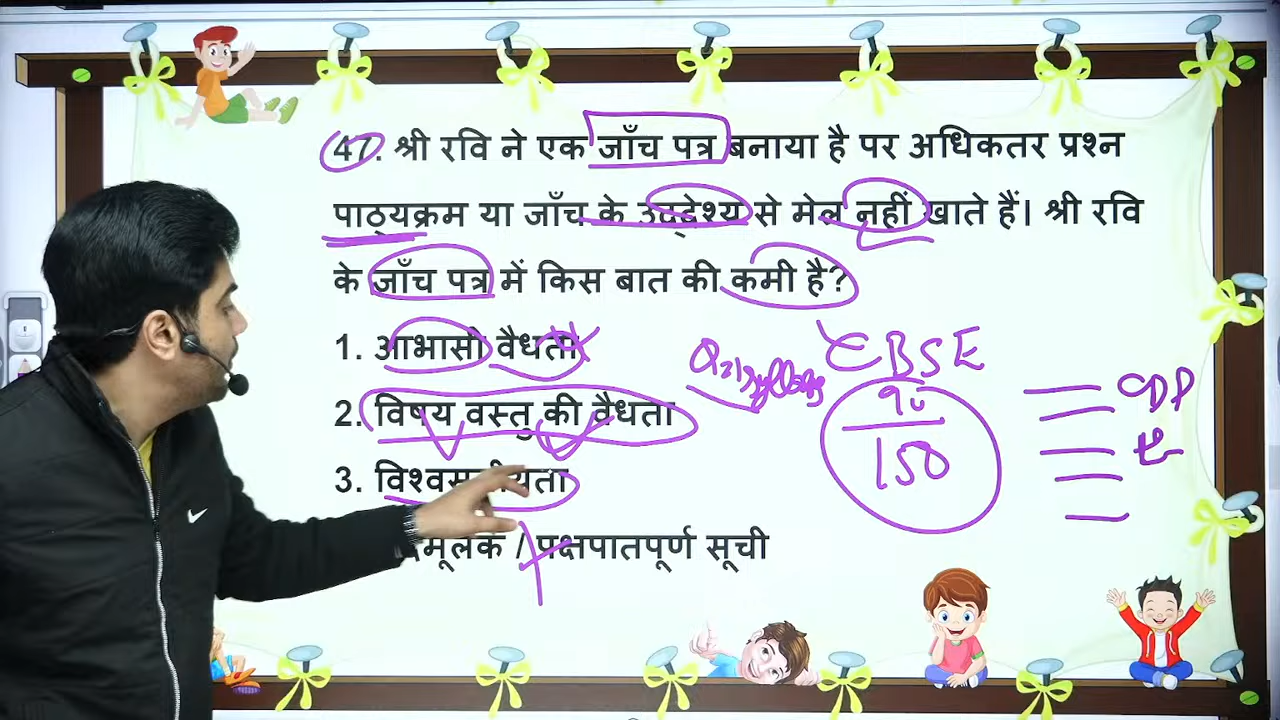 47. श्री रवि ने एक जाँच पत्र बनाया है पर अधिकतर प्रश्न
पाठ्यक्रम या जाँच के उद्देश्य से मेल नहीं खाते हैं। श्री रवि
के जाँच पत्र में किस बात की कमी है?
1. आभासी वैधता
2. विषय वस्तु की वैधता
3. विश्वसनीयता
/ पक्षपातपूर्ण सूची
CBSE
90
150
CDP